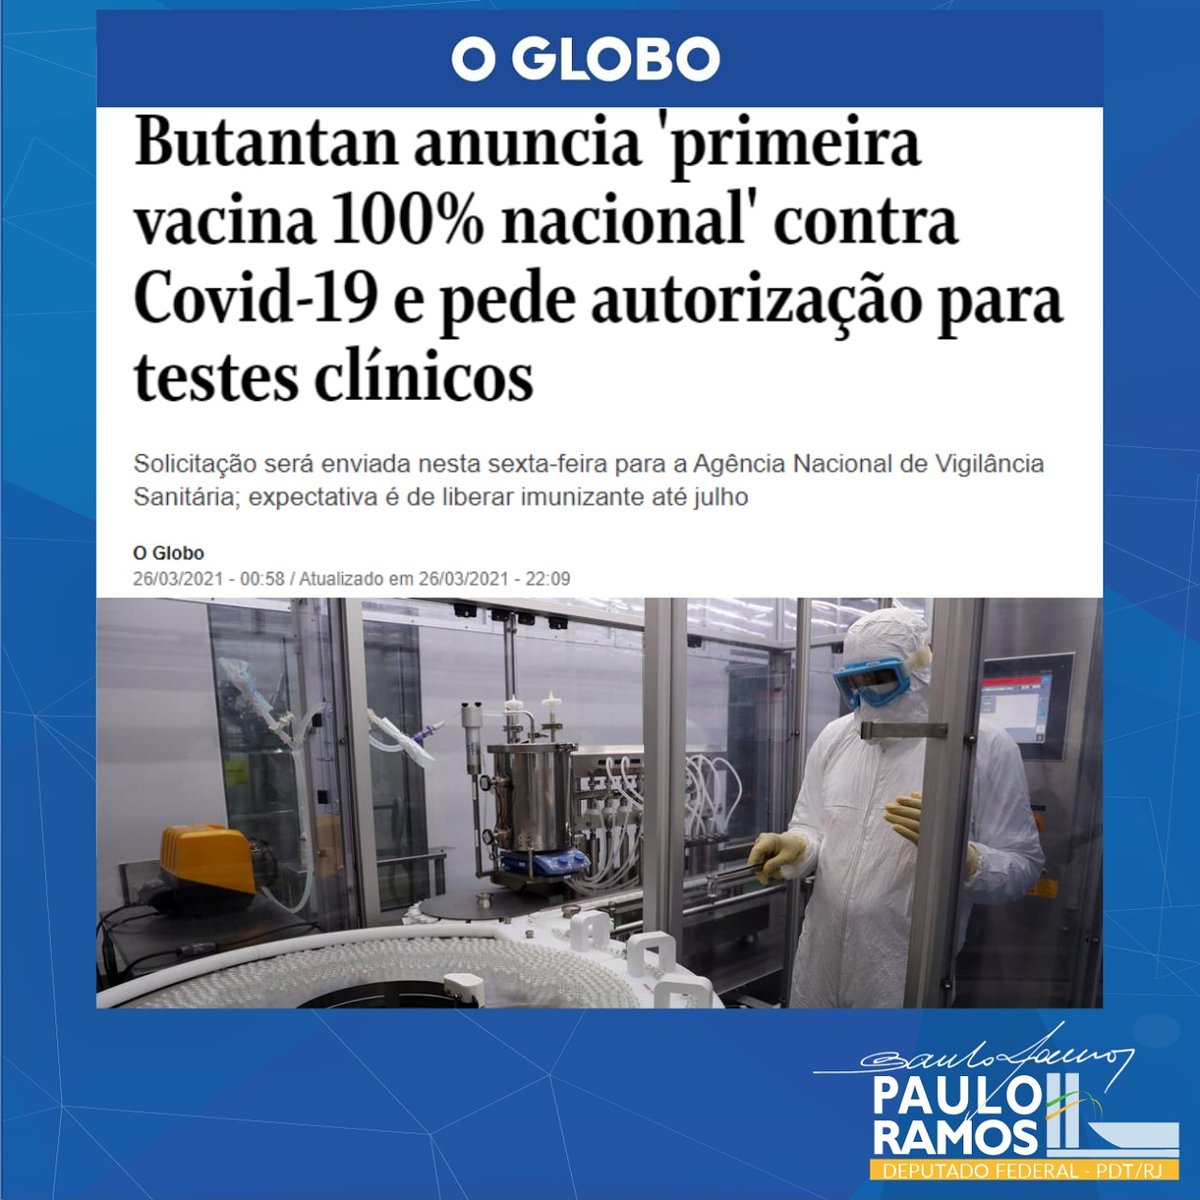 O GLOBO
Butantan anuncia 'primeira
vacina 100% nacional' contra
Covid-19 e pede autorização para
testes clínicos
Solicitação será enviada nesta sexta-feira para a Agência Nacional de Vigilância
Sanitária; expectativa é de liberar imunizante até julho
O Globo
26/03/2021 - 00:58 / Atualizado em 26/03/2021 - 22:09
Paulo Ramos
PAULO
RAMOS
DEPUTADO FEDERAL - PDT/RJ